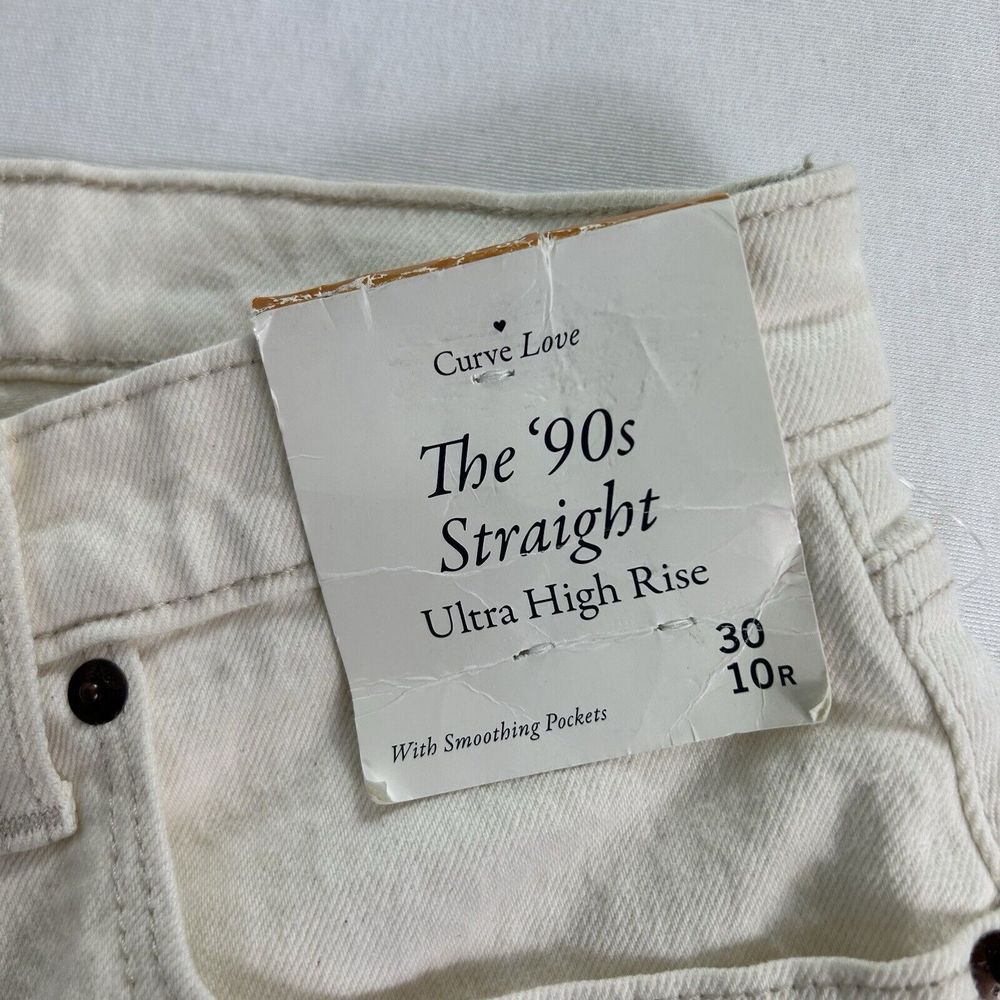 Curve Love
The ‘90s
Straight
Ultra High Rise
30
10R
With Smoothing Pockets